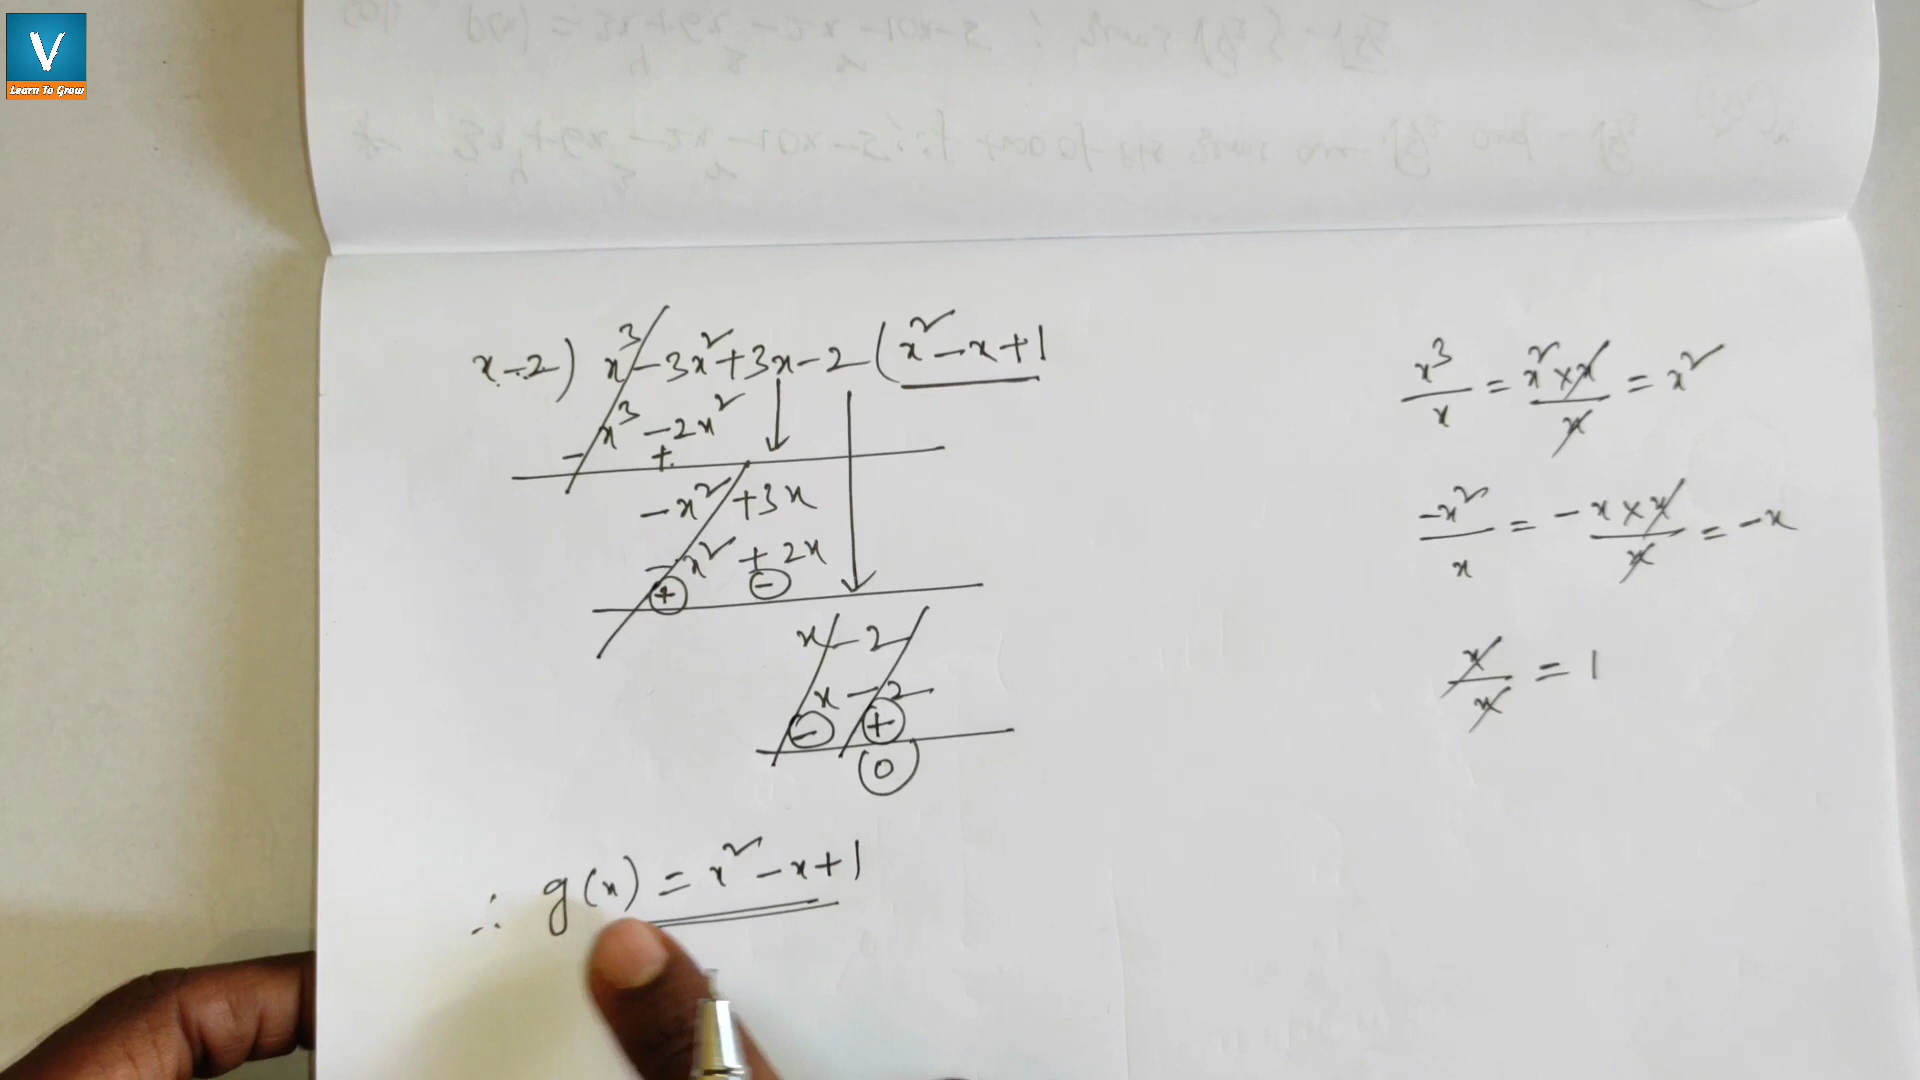 V
Learn To Grow
x-2) x³-3x²+3x-2 (x²-x+1
x³-2x²
- +
-x²+3x
-x²+2x
+ -
x-2
x-2
- +
0
∴ g(x) = x²-x+1
x³/x = x²×x/x = x²
-x²/x = -x×x/x = -x
x/x = 1